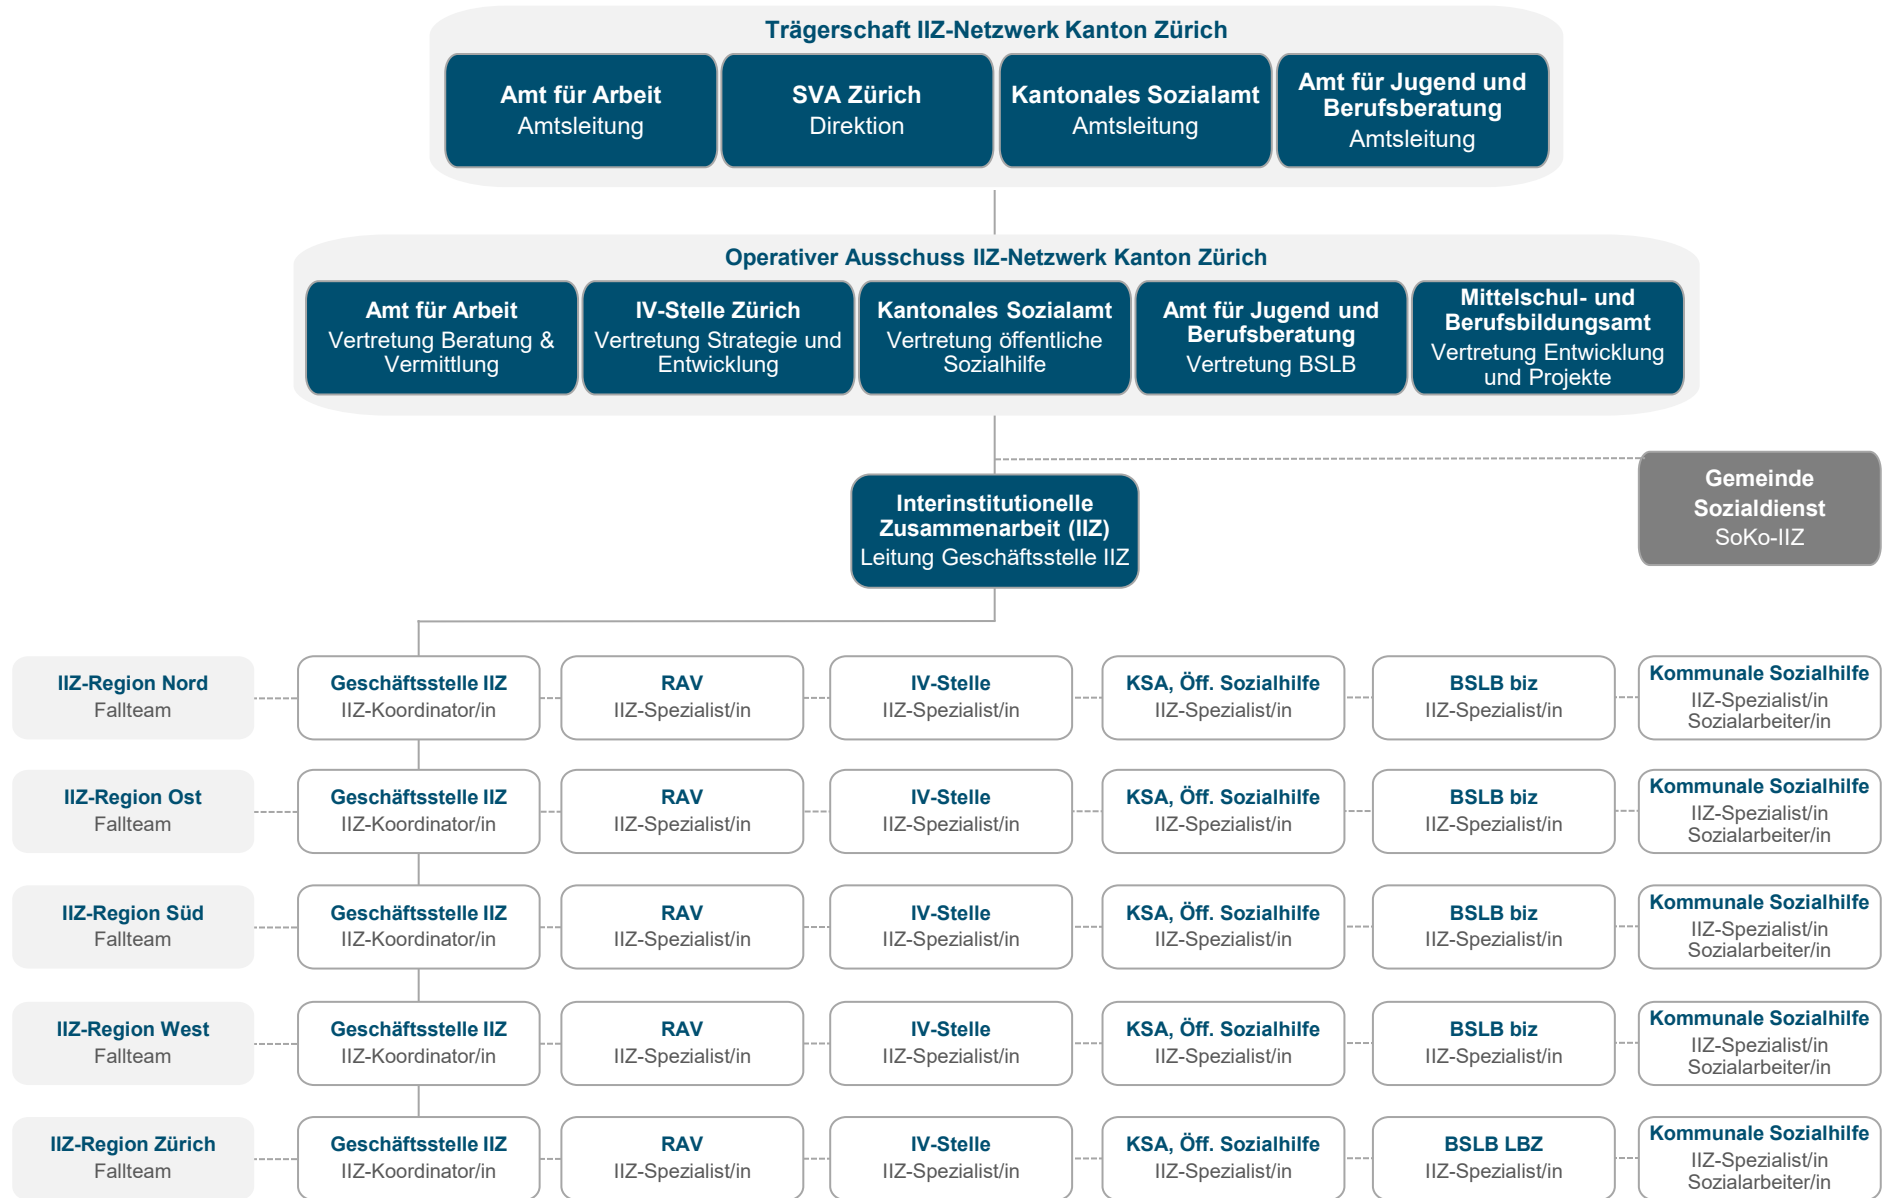 Trägerschaft IIZ-Netzwerk Kanton Zürich
Amt für Arbeit
Amtsleitung
SVA Zürich
Direktion
Kantonales Sozialamt
Amtsleitung
Amt für Jugend und
Berufsberatung
Amtsleitung
Operativer Ausschuss IIZ-Netzwerk Kanton Zürich
Amt für Arbeit
Vertretung Beratung &
Vermittlung
IV-Stelle Zürich
Vertretung Strategie und
Entwicklung
Kantonales Sozialamt
Vertretung öffentliche
Sozialhilfe
Amt für Jugend und
Berufsberatung
Vertretung BSLB
Mittelschul- und
Berufsbildungsamt
Vertretung Entwicklung
und Projekte
Gemeinde
Sozialdienst
SoKo-IIZ
Interinstitutionelle
Zusammenarbeit (IIZ)
Leitung Geschäftsstelle IIZ
IIZ-Region Nord
Fallteam
Geschäftsstelle IIZ
IIZ-Koordinator/in
RAV
IIZ-Spezialist/in
IV-Stelle
IIZ-Spezialist/in
KSA, Öff. Sozialhilfe
IIZ-Spezialist/in
BSLB biz
IIZ-Spezialist/in
Kommunale Sozialhilfe
IIZ-Spezialist/in
Sozialarbeiter/in
IIZ-Region Ost
Fallteam
Geschäftsstelle IIZ
IIZ-Koordinator/in
RAV
IIZ-Spezialist/in
IV-Stelle
IIZ-Spezialist/in
KSA, Öff. Sozialhilfe
IIZ-Spezialist/in
BSLB biz
IIZ-Spezialist/in
Kommunale Sozialhilfe
IIZ-Spezialist/in
Sozialarbeiter/in
IIZ-Region Süd
Fallteam
Geschäftsstelle IIZ
IIZ-Koordinator/in
RAV
IIZ-Spezialist/in
IV-Stelle
IIZ-Spezialist/in
KSA, Öff. Sozialhilfe
IIZ-Spezialist/in
BSLB biz
IIZ-Spezialist/in
Kommunale Sozialhilfe
IIZ-Spezialist/in
Sozialarbeiter/in
IIZ-Region West
Fallteam
Geschäftsstelle IIZ
IIZ-Koordinator/in
RAV
IIZ-Spezialist/in
IV-Stelle
IIZ-Spezialist/in
KSA, Öff. Sozialhilfe
IIZ-Spezialist/in
BSLB biz
IIZ-Spezialist/in
Kommunale Sozialhilfe
IIZ-Spezialist/in
Sozialarbeiter/in
IIZ-Region Zürich
Fallteam
Geschäftsstelle IIZ
IIZ-Koordinator/in
RAV
IIZ-Spezialist/in
IV-Stelle
IIZ-Spezialist/in
KSA, Öff. Sozialhilfe
IIZ-Spezialist/in
BSLB LBZ
IIZ-Spezialist/in
Kommunale Sozialhilfe
IIZ-Spezialist/in
Sozialarbeiter/in